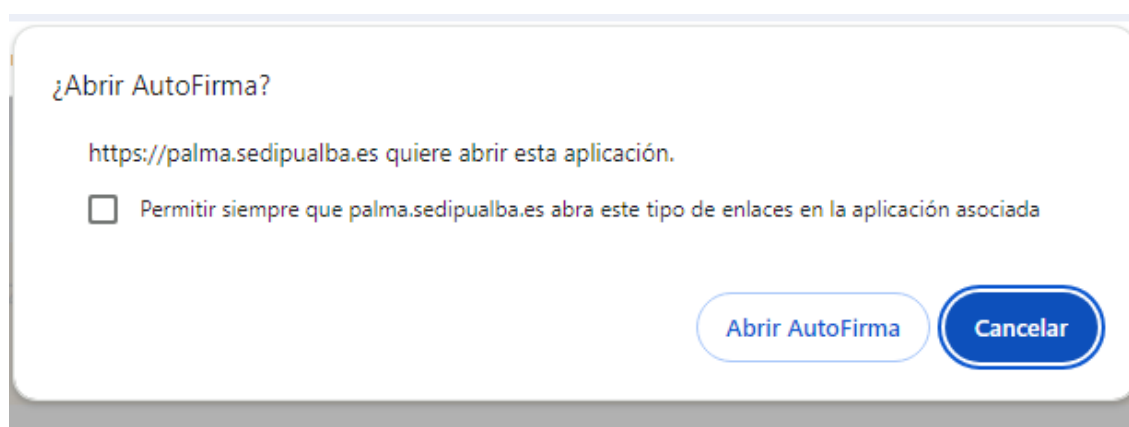 ¿Abrir AutoFirma?
https://palma.sedipualba.es quiere abrir esta aplicación.
Permitir siempre que palma.sedipualba.es abra este tipo de enlaces en la aplicación asociada
Abrir AutoFirma
Cancelar